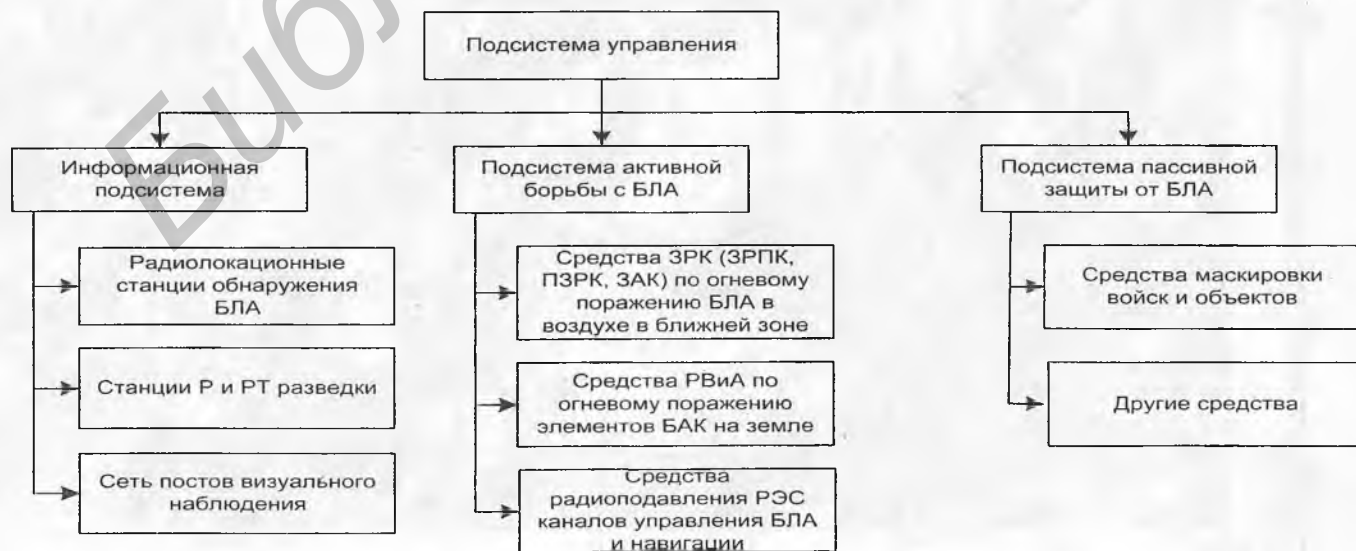 Подсистема управления
Информационная
подсистема
Подсистема активной
борьбы с БЛА
Подсистема пассивной
защиты от БЛА
Радиолокационные
станции обнаружения
БЛА
Станции Р и РТ разведки
Сеть постов визуального
наблюдения
Средства ЗРК (ЗРПК,
ПЗРК, ЗАК) по огневому
поражению БЛА в
воздухе в ближней зоне
Средства РВиА по
огневому поражению
элементов БАК на земле
Средства
радиоподавления РЭС
каналов управления БЛА
и навигации
Средства маскировки
войск и объектов
Другие средства